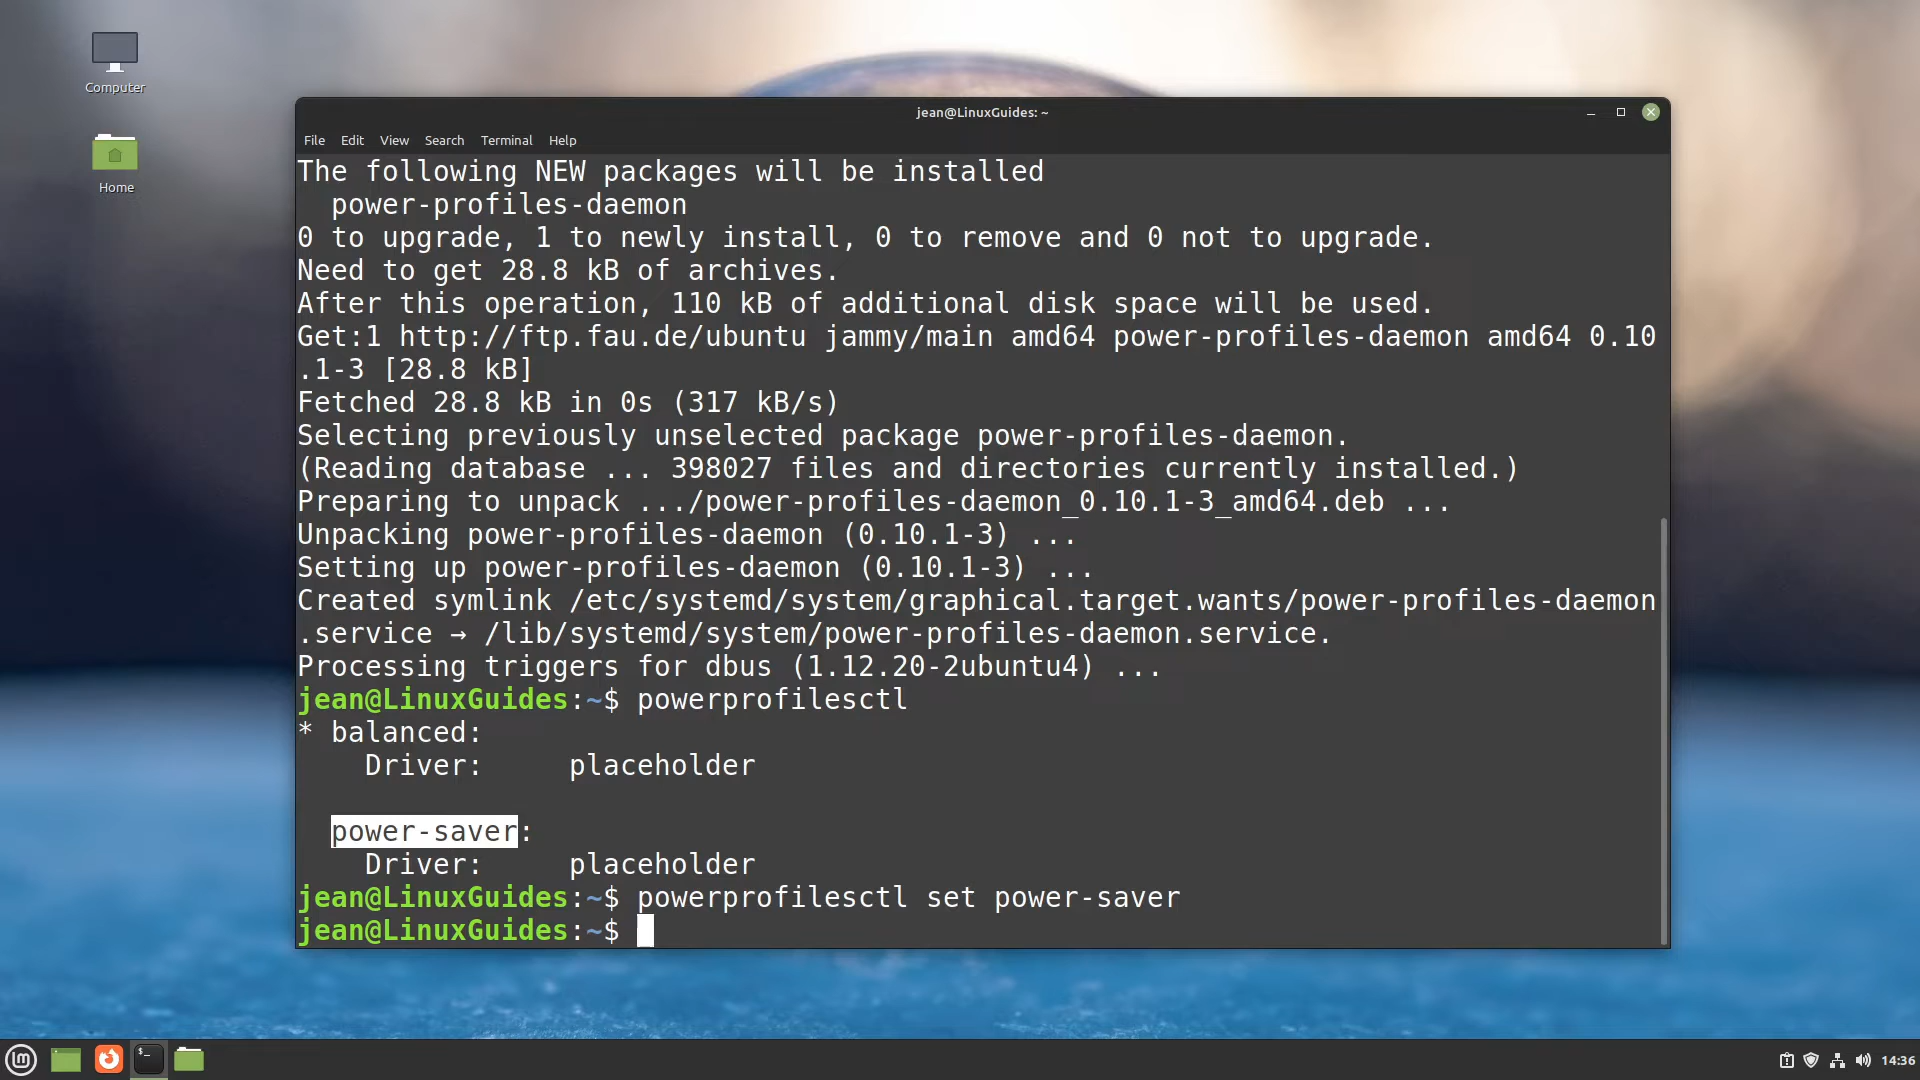 Computer
Home
jean@LinuxGuides: ~
File Edit View Search Terminal Help
The following NEW packages will be installed
power-profiles-daemon
0 to upgrade, 1 to newly install, 0 to remove and 0 not to upgrade.
Need to get 28.8 kB of archives.
After this operation, 110 kB of additional disk space will be used.
Get:1 http://ftp.fau.de/ubuntu jammy/main amd64 power-profiles-daemon amd64 0.10
.1-3 [28.8 kB]
Fetched 28.8 kB in 0s (317 kB/s)
Selecting previously unselected package power-profiles-daemon.
(Reading database ... 398027 files and directories currently installed.)
Preparing to unpack .../power-profiles-daemon_0.10.1-3_amd64.deb ...
Unpacking power-profiles-daemon (0.10.1-3) ...
Setting up power-profiles-daemon (0.10.1-3) ...
Created symlink /etc/systemd/system/graphical.target.wants/power-profiles-daemon
.service → /lib/systemd/system/power-profiles-daemon.service.
Processing triggers for dbus (1.12.20-2ubuntu4) ...
jean@LinuxGuides:~$ powerprofilesctl
* balanced:
Driver: placeholder
power-saver:
Driver: placeholder
jean@LinuxGuides:~$ powerprofilesctl set power-saver
jean@LinuxGuides:~$
14:36